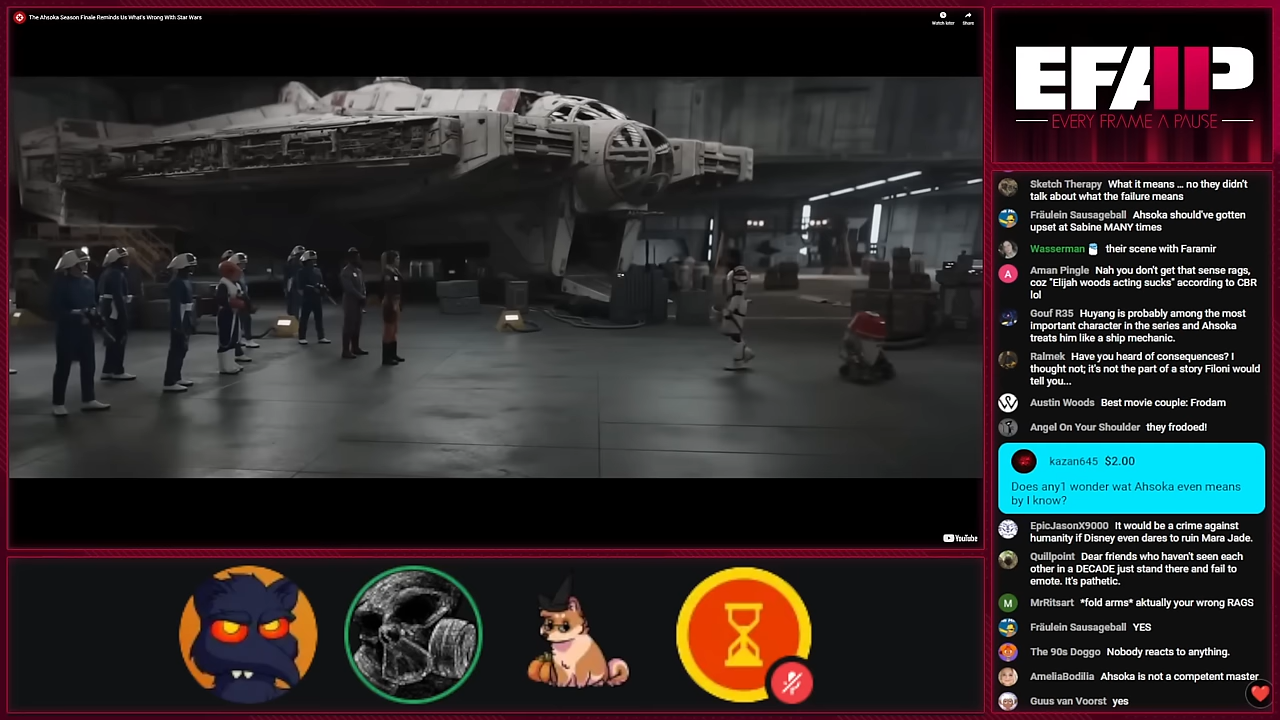 The Ahsoka Season Finale Reminds Us What's Wrong With Star Wars
Watch later
Share
YouTube
EFAP
EVERY FRAME A PAUSE
Sketch Therapy What it means ... no they didn't
talk about what the failure means
Fräulein Sausageball Ahsoka should've gotten
upset at Sabine MANY times
Wasserman their scene with Faramir
A
Aman Pingle Nah you don't get that sense rags,
coz "Elijah woods acting sucks" according to CBR
lol
Gouf R35 Huyang is probably among the most
important character in the series and Ahsoka
treats him like a ship mechanic.
Ralmek Have you heard of consequences? I
thought not; it's not the part of a story Filoni would
tell you...
Austin Woods Best movie couple: Frodam
Angel On Your Shoulder they frodoed!
kazan645 $2.00
Does any1 wonder wat Ahsoka even means
by I know?
EpicJasonX9000 It would be a crime against
humanity if Disney even dares to ruin Mara Jade.
Quillpoint Dear friends who haven't seen each
other in a DECADE just stand there and fail to
emote. It's pathetic.
M
MrRitsart *fold arms* aktually your wrong RAGS
Fräulein Sausageball YES
The 90s Doggo Nobody reacts to anything.
AmeliaBodilia Ahsoka is not a competent master
Guus van Voorst yes